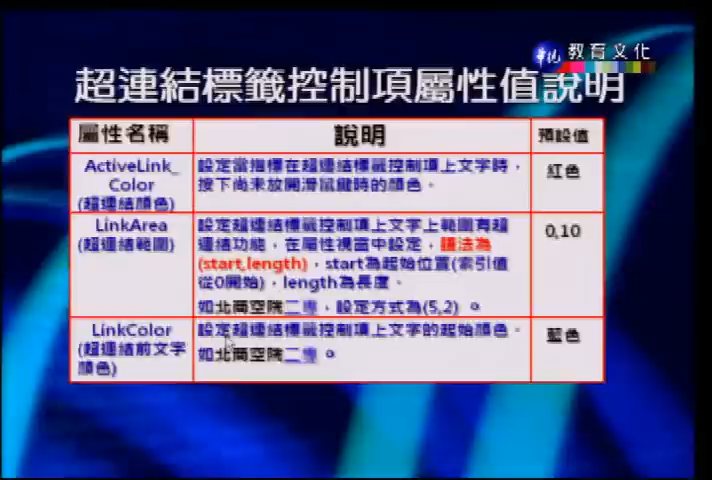 華視 教育文化
超連結標籤控制項屬性值說明
屬性名稱
說明
預設值
ActiveLink_
Color
(超連結顏色)
設定當指標在超連結標籤控制項上文字時，
按下尚未放開滑鼠鍵時的顏色。
紅色
LinkArea
(超連結範圍)
設定超連結標籤控制項上文字上範圍有超
連結功能，在屬性視窗中設定，語法為
(start,length)，start為起始位置(索引值
從0開始)，length為長度。
如北商空院二專，設定方式為(5,2) 。
0,10
LinkColor
(超連結前文字
顏色)
設定超連結標籤控制項上文字的起始顏色。
如北商空院二專。
藍色